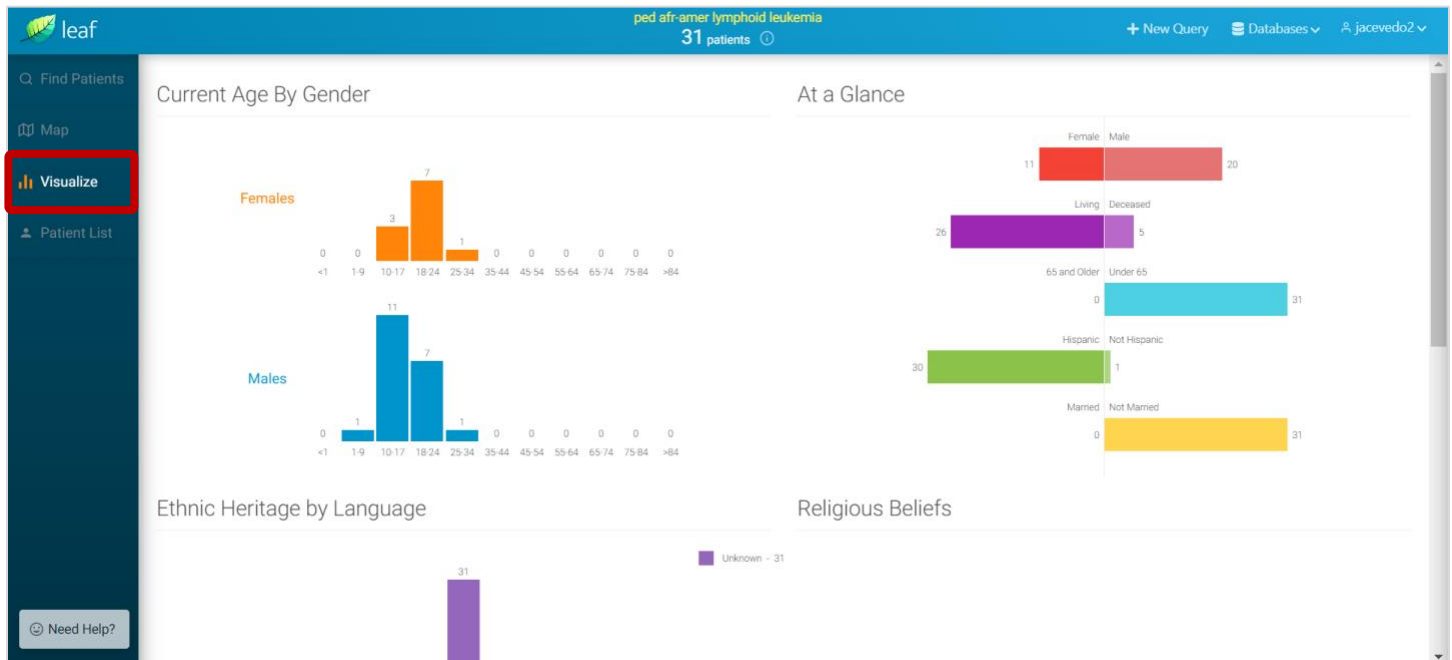 leaf
ped afr-amer lymphoid leukemia
31 patients
+ New Query
Databases
jacevedo2
Find Patients
Map
Visualize
Patient List
Need Help?
Current Age By Gender
Females
7
3
1
0 0 0 0 0 0 0 0
<1 1-9 10-17 18-24 25-34 35-44 45-54 55-64 65-74 75-84 >84
Males
11
7
1 1
0 0 0 0 0 0 0
<1 1-9 10-17 18-24 25-34 35-44 45-54 55-64 65-74 75-84 >84
At a Glance
Female Male
11 20
Living Deceased
26 5
65 and Older Under 65
0 31
Hispanic Not Hispanic
30 1
Married Not Married
0 31
Ethnic Heritage by Language
Unknown - 31
31
Religious Beliefs